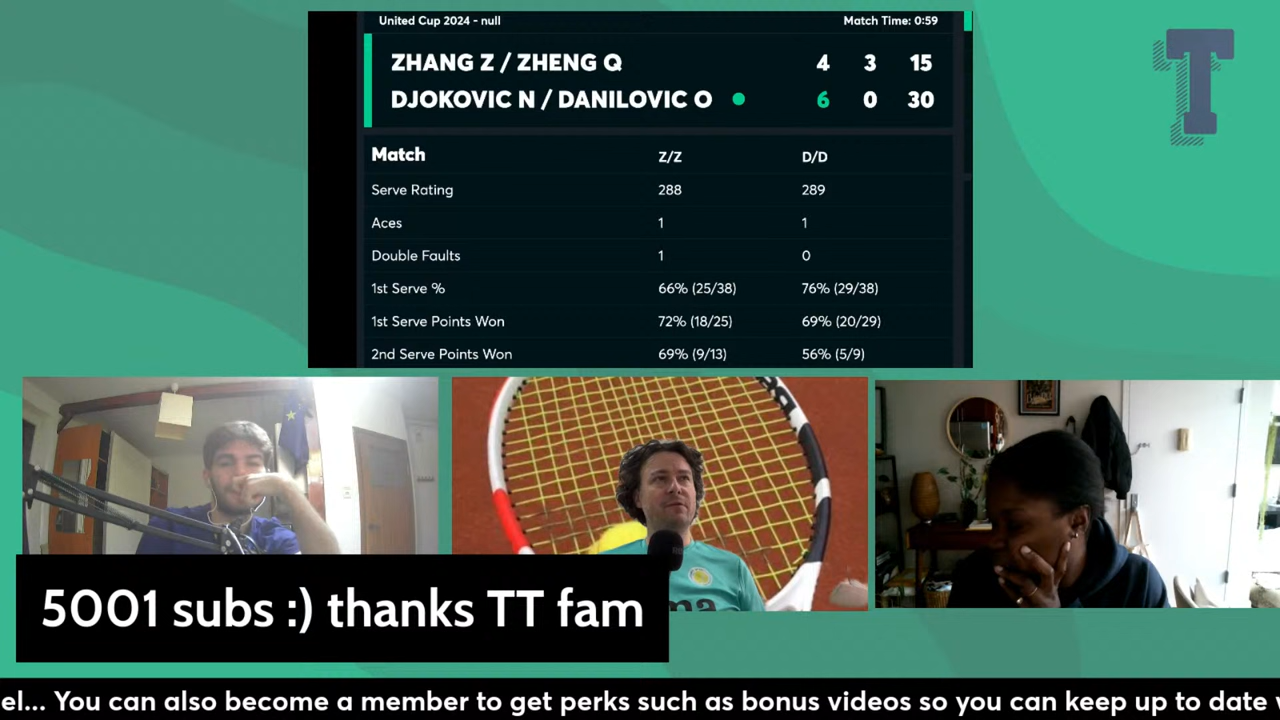 United Cup 2024 - null Match Time: 0:59
T
ZHANG Z / ZHENG Q 4 3 15
DJOKOVIC N / DANILOVIC O 6 0 30
Match Z/Z D/D
Serve Rating 288 289
Aces 1 1
Double Faults 1 0
1st Serve % 66% (25/38) 76% (29/38)
1st Serve Points Won 72% (18/25) 69% (20/29)
2nd Serve Points Won 69% (9/13) 56% (5/9)
5001 subs :) thanks TT fam
el... You can also become a member to get perks such as bonus videos so you can keep up to date